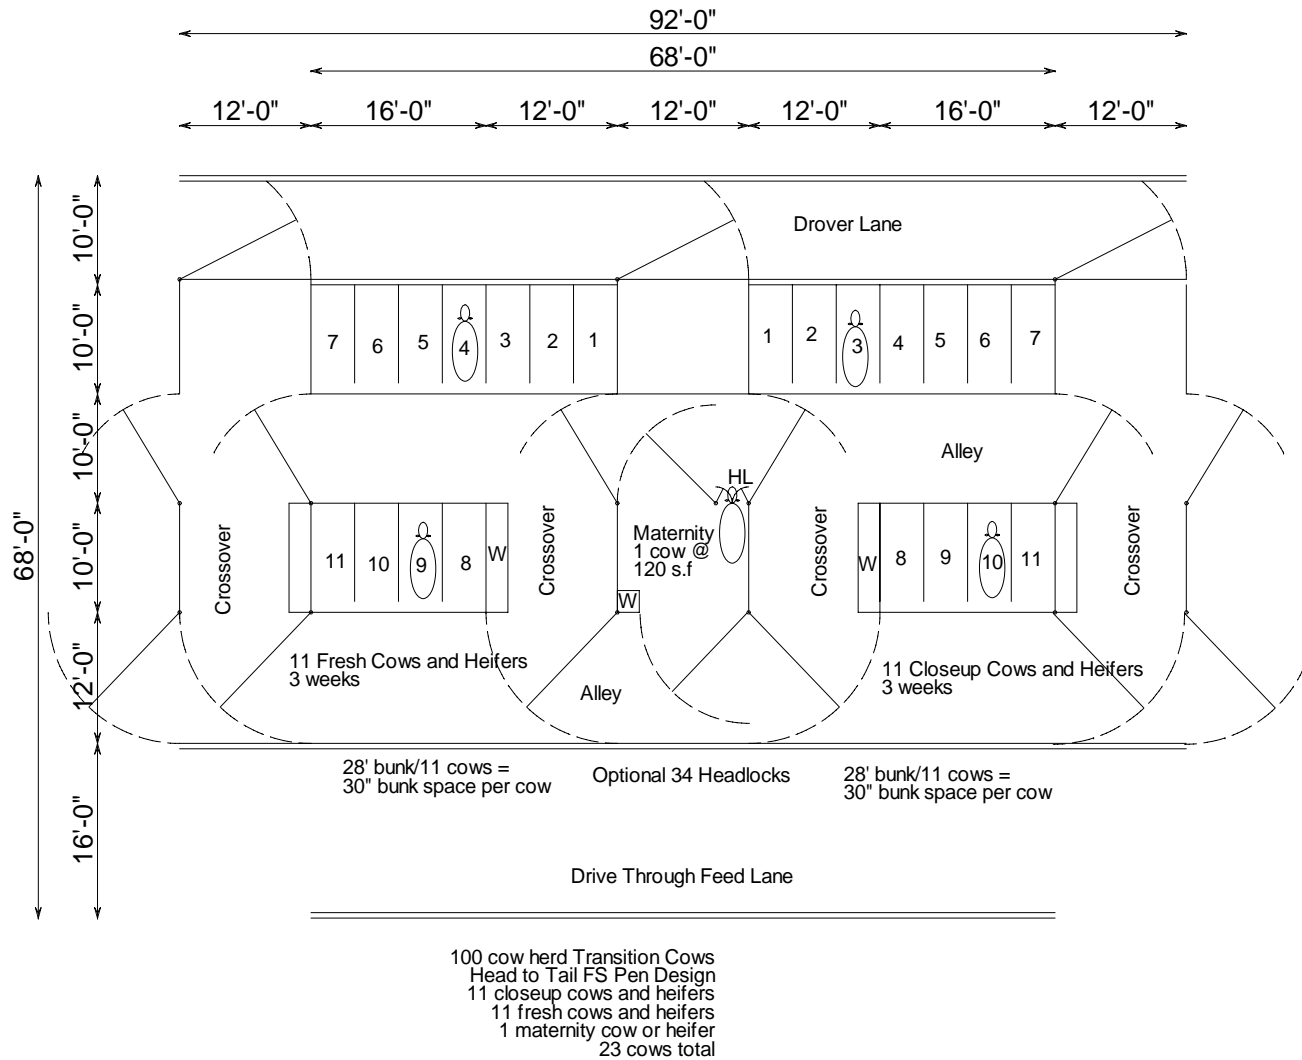 92'-0"
68'-0"
12'-0" 16'-0" 12'-0" 12'-0" 12'-0" 16'-0" 12'-0"
10'-0"
Drover Lane
10'-0"
7 6 5 4 3 2 1
1 2 3 4 5 6 7
10'-0"
Alley
HL
68'-0"
10'-0"
Crossover
11 10 9 8 W
Crossover
Maternity
1 cow @
120 s.f
W
Crossover
W 8 9 10 11
Crossover
12'-0"
11 Fresh Cows and Heifers
3 weeks
Alley
11 Closeup Cows and Heifers
3 weeks
16'-0"
28' bunk/11 cows =
30" bunk space per cow
Optional 34 Headlocks
28' bunk/11 cows =
30" bunk space per cow
Drive Through Feed Lane
100 cow herd Transition Cows
Head to Tail FS Pen Design
11 closeup cows and heifers
11 fresh cows and heifers
1 maternity cow or heifer
23 cows total